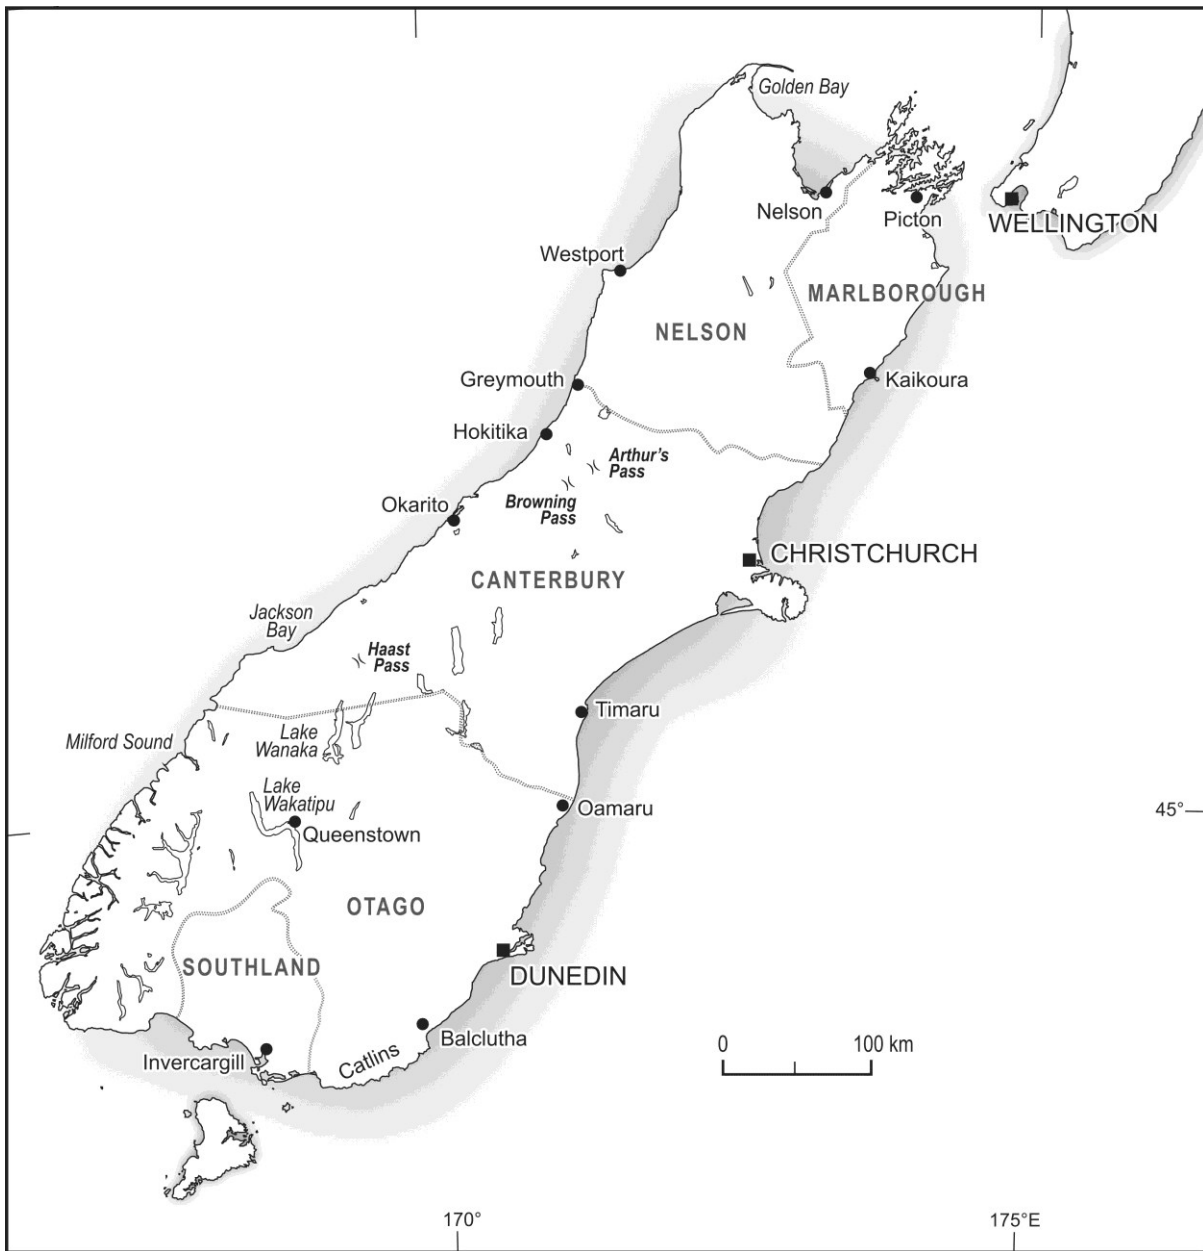 Golden Bay
Nelson
Picton
WELLINGTON
Westport
MARLBOROUGH
NELSON
Greymouth
Kaikoura
Hokitika
Arthur's
Pass
Browning
Pass
Okarito
CHRISTCHURCH
CANTERBURY
Jackson
Bay
Haast
Pass
Timaru
Lake
Wanaka
Milford Sound
Lake
Wakatipu
Oamaru
45°
Queenstown
OTAGO
SOUTHLAND
DUNEDIN
Balclutha
Catlins
Invercargill
0 100 km
170° 175°E